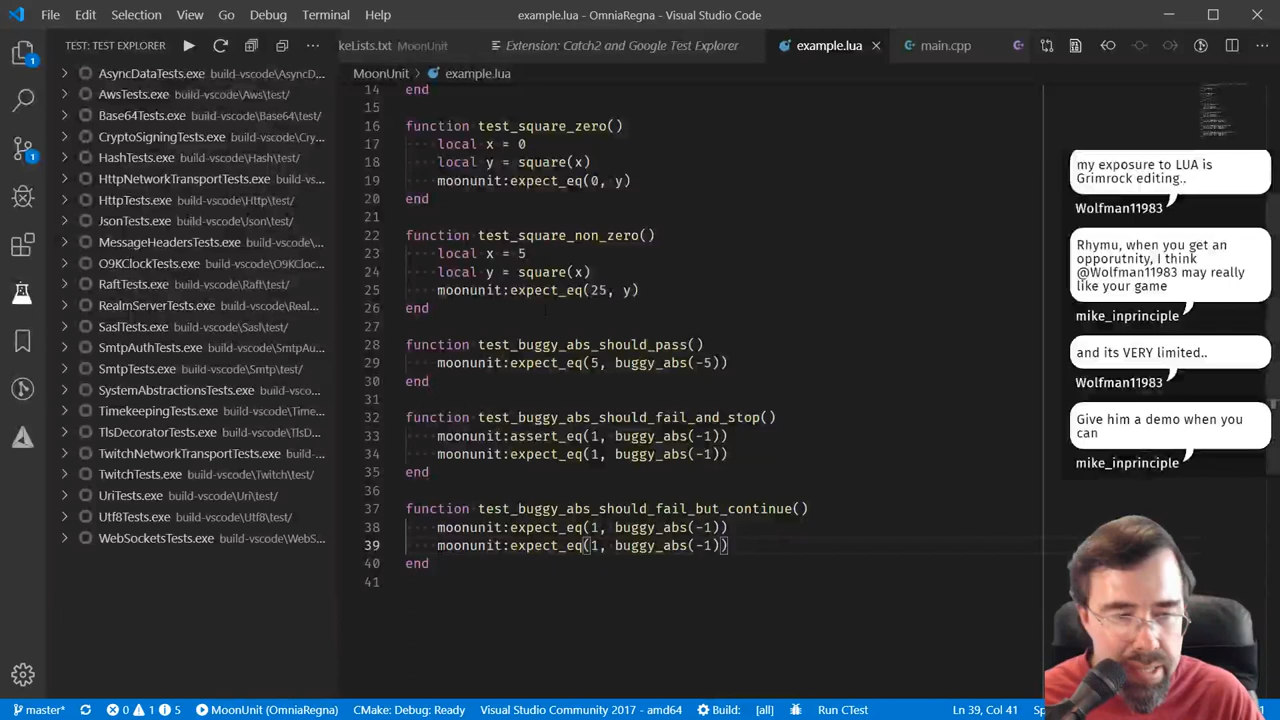 File Edit Selection View Go Debug Terminal Help
example.lua - OmniaRegna - Visual Studio Code
TEST: TEST EXPLORER
keLists.txt MoonUnit
Extension: Catch2 and Google Test Explorer
example.lua
main.cpp
MoonUnit > example.lua
AsyncDataTests.exe build-vscode\AsyncD...
AwsTests.exe build-vscode\Aws\test/
Base64Tests.exe build-vscode\Base64\test/
CryptoSigningTests.exe build-vscode\Cry...
HashTests.exe build-vscode\Hash\test/
HttpNetworkTransportTests.exe build-vs...
HttpTests.exe build-vscode\Http\test/
JsonTests.exe build-vscode\Json\test/
MessageHeadersTests.exe build-vscode\...
O9KClockTests.exe build-vscode\O9KCl...
RaftTests.exe build-vscode\Raft\test/
RealmServerTests.exe build-vscode\Real...
SaslTests.exe build-vscode\Sasl\test/
SmtpAuthTests.exe build-vscode\SmtpAu...
SmtpTests.exe build-vscode\Smtp\test/
SystemAbstractionsTests.exe build-vsco...
TimekeepingTests.exe build-vscode\Time...
TlsDecoratorTests.exe build-vscode\TlsD...
TwitchNetworkTransportTests.exe build-...
TwitchTests.exe build-vscode\Twitch\test/
UriTests.exe build-vscode\Uri\test/
Utf8Tests.exe build-vscode\Utf8\test/
WebSocketsTests.exe build-vscode\WebS...
14 end
15
16 function test_square_zero()
17 local x = 0
18 local y = square(x)
19 moonunit:expect_eq(0, y)
20 end
21
22 function test_square_non_zero()
23 local x = 5
24 local y = square(x)
25 moonunit:expect_eq(25, y)
26 end
27
28 function test_buggy_abs_should_pass()
29 moonunit:expect_eq(5, buggy_abs(-5))
30 end
31
32 function test_buggy_abs_should_fail_and_stop()
33 moonunit:assert_eq(1, buggy_abs(-1))
34 moonunit:expect_eq(1, buggy_abs(-1))
35 end
36
37 function test_buggy_abs_should_fail_but_continue()
38 moonunit:expect_eq(1, buggy_abs(-1))
39 moonunit:expect_eq(1, buggy_abs(-1))
40 end
41
my exposure to LUA is
Grimrock editing..
Wolfman11983
Rhymu, when you get an
opporutnity, I think
@Wolfman11983 may really
like your game
mike_inprinciple
and its VERY limited..
Wolfman11983
Give him a demo when you
can
mike_inprinciple
1
1
master* 0 1 5 MoonUnit (OmniaRegna) CMake: Debug: Ready Visual Studio Community 2017 - amd64 Build: [all] Run CTest Ln 39, Col 41